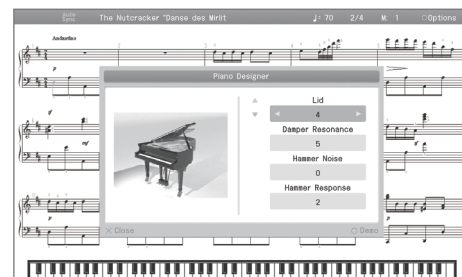 Auto Sync The Nutcracker "Danse des Mirlit ♩= 70 2/4 M: 1 ○Options
Andantino
Piano Designer
Lid
4
Damper Resonance
5
Hammer Noise
0
Hammer Response
2
×Close ○ Demo